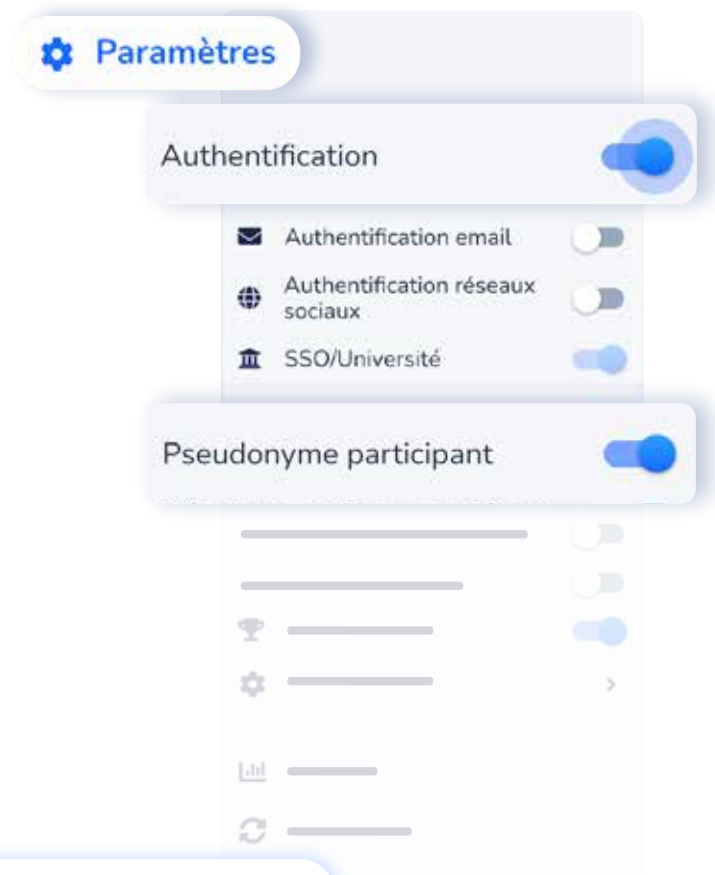 Paramètres
Authentification
Authentification email
Authentification réseaux
sociaux
SSO/Université
Pseudonyme participant